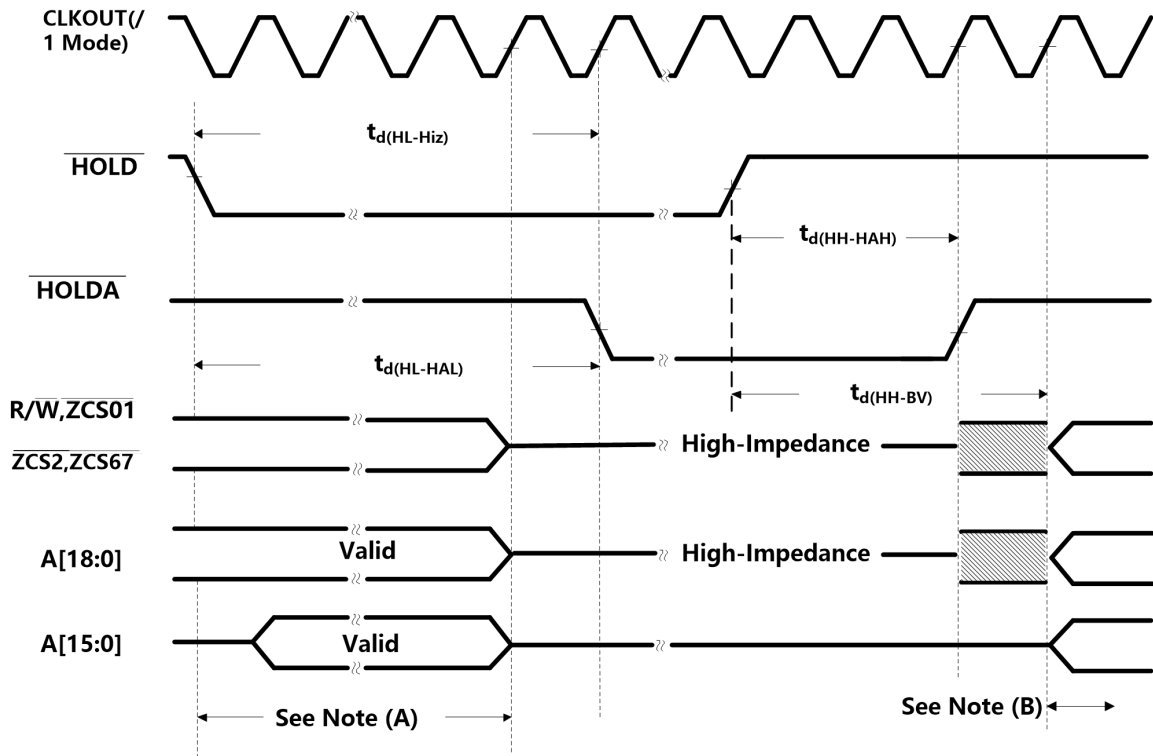 CLKOUT(/
1 Mode)
td(HL-Hiz)
HOLD
td(HH-HAH)
HOLDA
td(HL-HAL)
td(HH-BV)
R/W,ZCS01
High-Impedance
ZCS2,ZCS67
A[18:0]
Valid
High-Impedance
A[15:0]
Valid
See Note (A)
See Note (B)